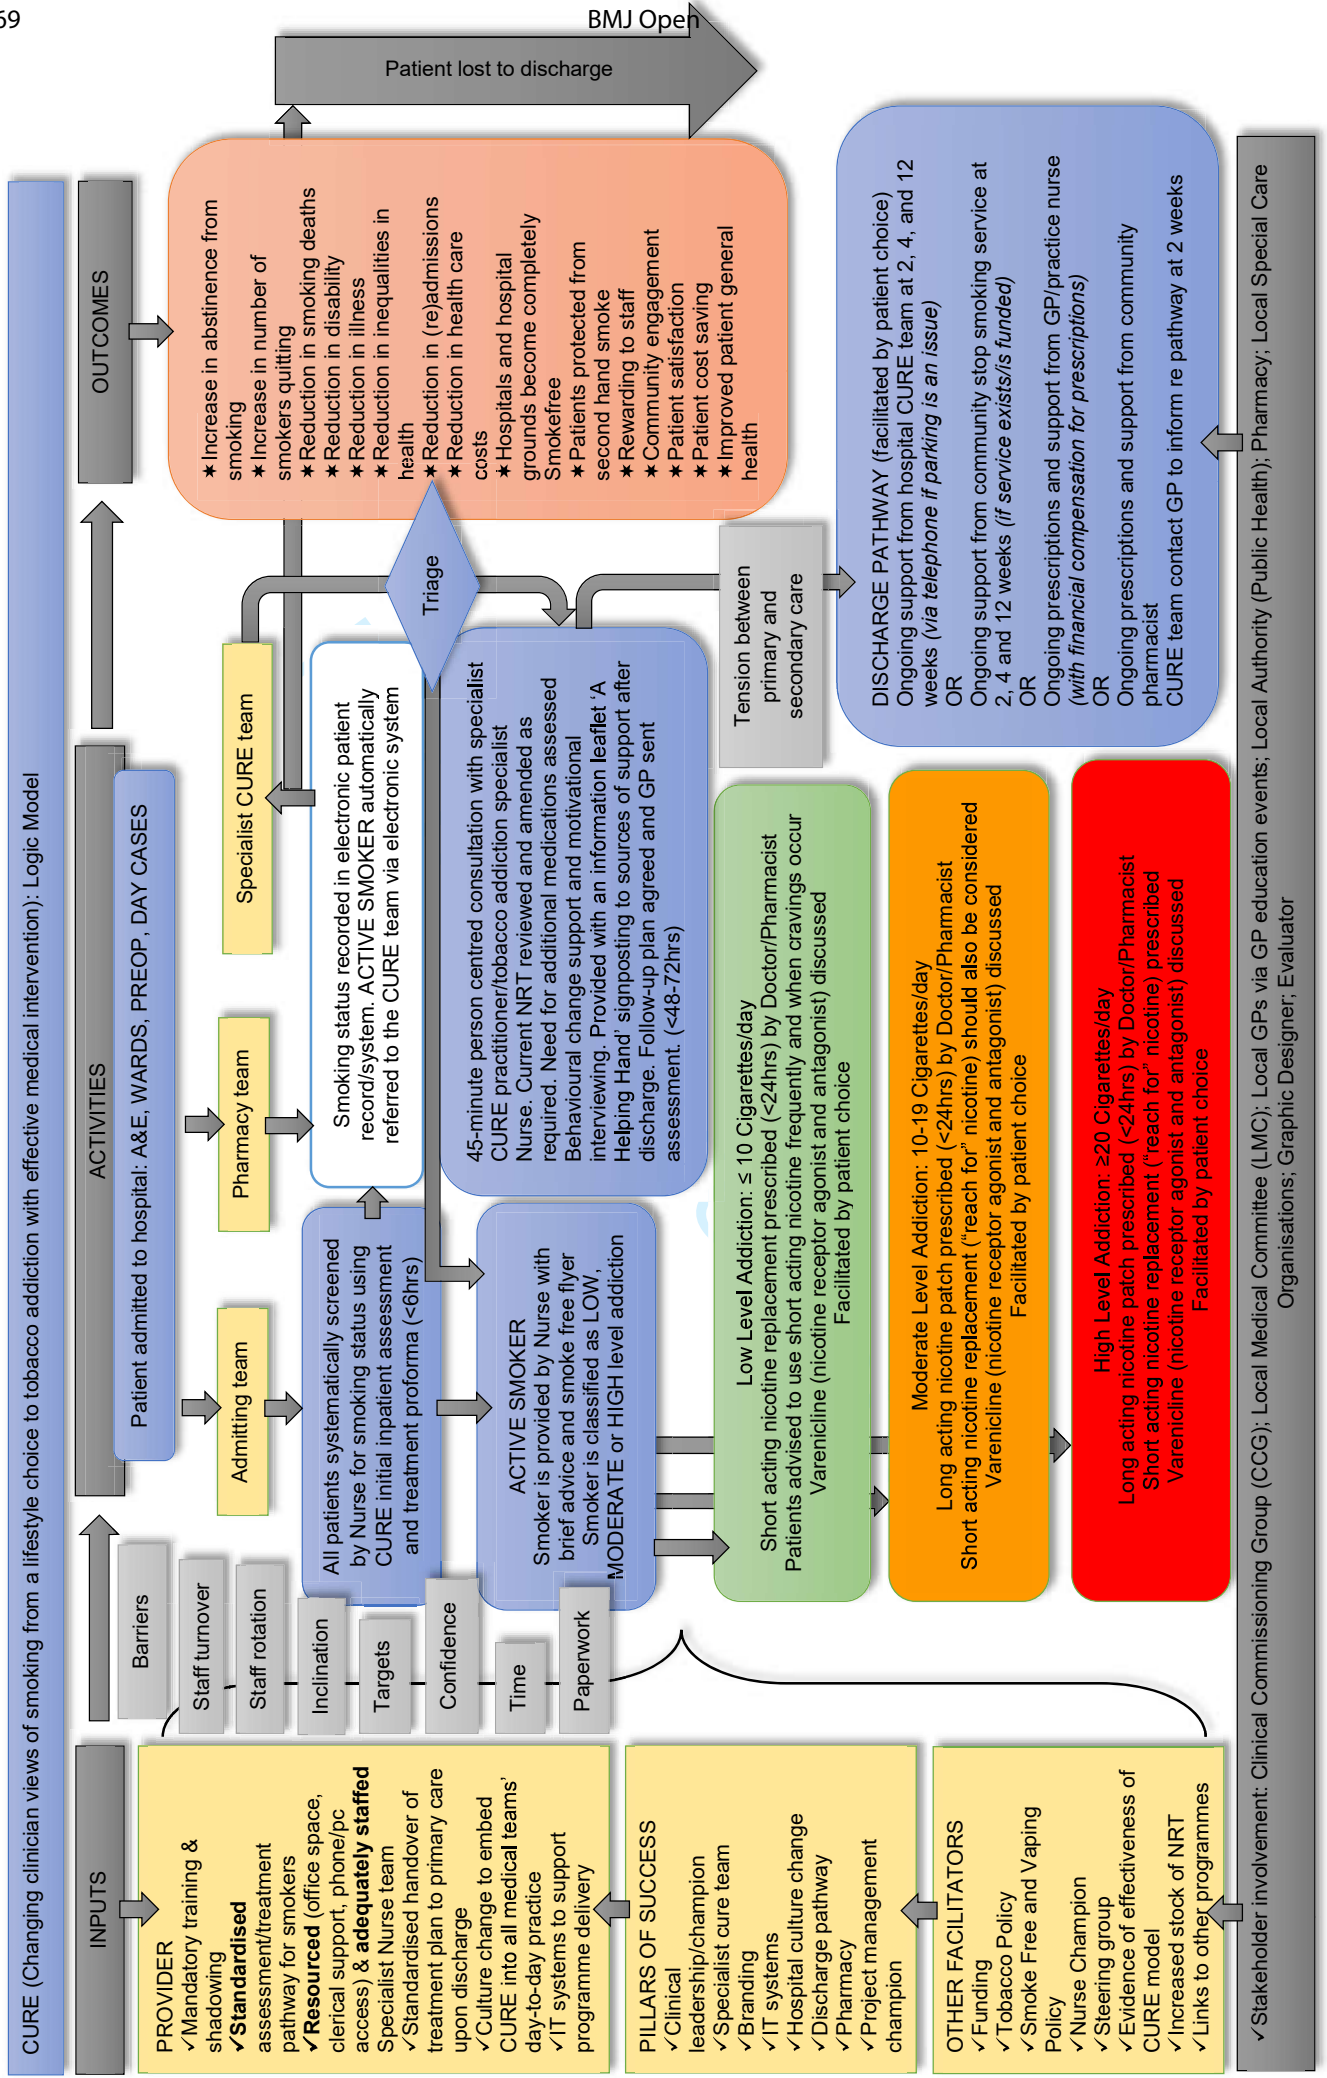 69
BMJ Open
CURE (Changing clinician views of smoking from a lifestyle choice to tobacco addiction with effective medical intervention): Logic Model
INPUTS
ACTIVITIES
OUTCOMES
PROVIDER
✓Mandatory training &
shadowing
✓Standardised
assessment/treatment
pathway for smokers
✓Resourced (office space,
clerical support, phone/pc
access) & adequately staffed
Specialist Nurse team
✓Standardised handover of
treatment plan to primary care
upon discharge
✓Culture change to embed
CURE into all medical teams'
day-to-day practice
✓IT systems to support
programme delivery
PILLARS OF SUCCESS
✓Clinical
leadership/champion
✓Specialist cure team
✓Branding
✓IT systems
✓Hospital culture change
✓Discharge pathway
✓Pharmacy
✓Project management
champion
OTHER FACILITATORS
✓Funding
✓Tobacco Policy
✓Smoke Free and Vaping
Policy
✓Nurse Champion
✓Steering group
✓Evidence of effectiveness of
CURE model
✓Increased stock of NRT
✓Links to other programmes
Barriers
Staff turnover
Staff rotation
Inclination
Targets
Confidence
Time
Paperwork
Patient admitted to hospital: A&E, WARDS, PREOP, DAY CASES
Admitting team
Pharmacy team
Specialist CURE team
All patients systematically screened
by Nurse for smoking status using
CURE initial inpatient assessment
and treatment proforma (<6hrs)
Smoking status recorded in electronic patient
record/system. ACTIVE SMOKER automatically
referred to the CURE team via electronic system
Triage
ACTIVE SMOKER
Smoker is provided by Nurse with
brief advice and smoke free flyer
Smoker is classified as LOW,
MODERATE or HIGH level addiction
45-minute person centred consultation with specialist
CURE practitioner/tobacco addiction specialist
Nurse. Current NRT reviewed and amended as
required. Need for additional medications assessed
Behavioural change support and motivational
interviewing. Provided with an information leaflet 'A
Helping Hand' signposting to sources of support after
discharge. Follow-up plan agreed and GP sent
assessment. (<48-72hrs)
Low Level Addiction: ≤ 10 Cigarettes/day
Short acting nicotine replacement prescribed (<24hrs) by Doctor/Pharmacist
Patients advised to use short acting nicotine frequently and when cravings occur
Varenicline (nicotine receptor agonist and antagonist) discussed
Facilitated by patient choice
Moderate Level Addiction: 10-19 Cigarettes/day
Long acting nicotine patch prescribed (<24hrs) by Doctor/Pharmacist
Short acting nicotine replacement ("reach for" nicotine) should also be considered
Varenicline (nicotine receptor agonist and antagonist) discussed
Facilitated by patient choice
High Level Addiction: ≥20 Cigarettes/day
Long acting nicotine patch prescribed (<24hrs) by Doctor/Pharmacist
Short acting nicotine replacement ("reach for" nicotine) prescribed
Varenicline (nicotine receptor agonist and antagonist) discussed
Facilitated by patient choice
✶Increase in abstinence from
smoking
✶Increase in number of
smokers quitting
✶Reduction in smoking deaths
✶Reduction in disability
✶Reduction in illness
✶Reduction in inequalities in
health
✶Reduction in (re)admissions
✶Reduction in health care
costs
✶Hospitals and hospital
grounds become completely
Smokefree
✶Patients protected from
second hand smoke
✶Rewarding to staff
✶Community engagement
✶Patient satisfaction
✶Patient cost saving
✶Improved patient general
health
Patient lost to discharge
Tension between
primary and
secondary care
DISCHARGE PATHWAY (facilitated by patient choice)
Ongoing support from hospital CURE team at 2, 4, and 12
weeks (via telephone if parking is an issue)
OR
Ongoing support from community stop smoking service at
2, 4 and 12 weeks (if service exists/is funded)
OR
Ongoing prescriptions and support from GP/practice nurse
(with financial compensation for prescriptions)
OR
Ongoing prescriptions and support from community
pharmacist
CURE team contact GP to inform re pathway at 2 weeks
✓Stakeholder involvement: Clinical Commissioning Group (CCG); Local Medical Committee (LMC); Local GPs via GP education events; Local Authority (Public Health); Pharmacy; Local Special Care
Organisations; Graphic Designer; Evaluator